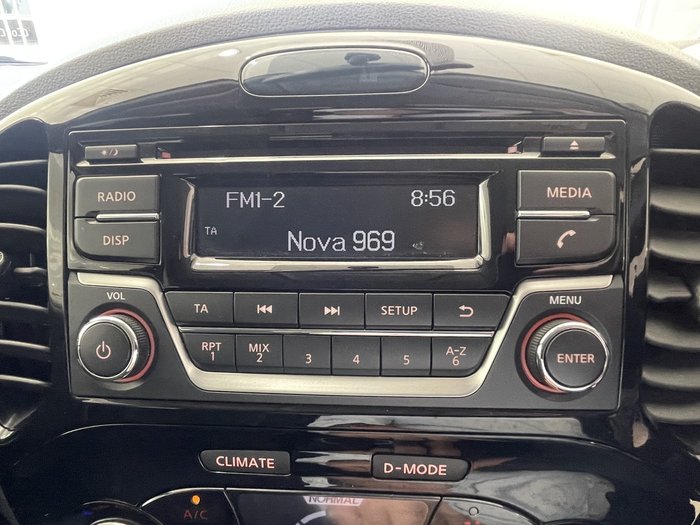 RADIO
FM1-2 8:56
MEDIA
DISP
TA
Nova 969
VOL
TA
SETUP
MENU
RPT 1
MIX 2
3
4
5
A-Z 6
ENTER
CLIMATE
D-MODE
A/C
NORMAL